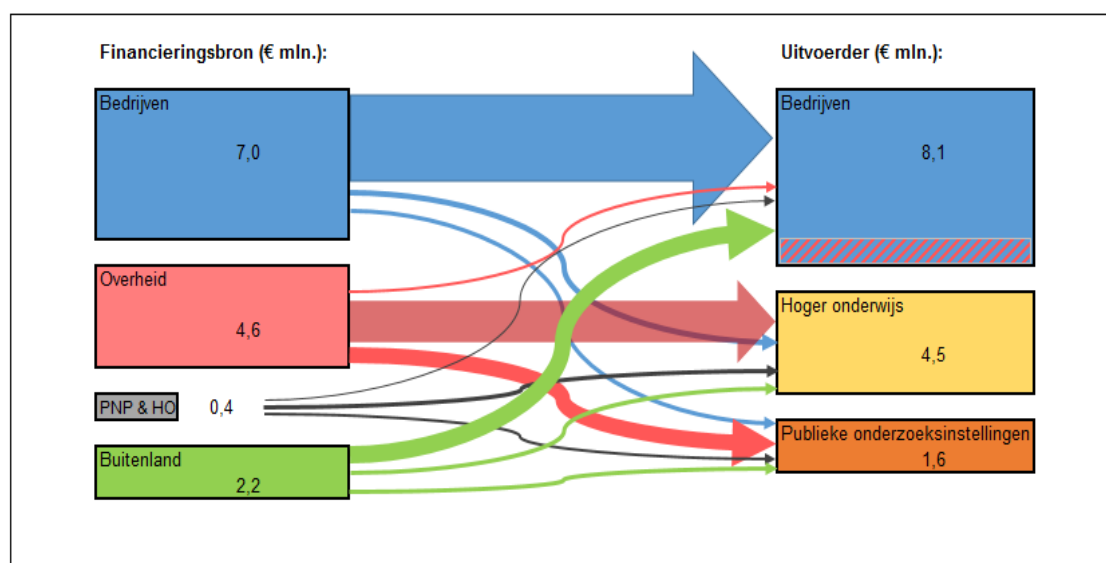 Financieringsbron (€ mln.):
Bedrijven
7,0
Overheid
4,6
PNP & HO 0,4
Buitenland
2,2
Uitvoerder (€ mln.):
Bedrijven
8,1
Hoger onderwijs
4,5
Publieke onderzoeksinstellingen
1,6